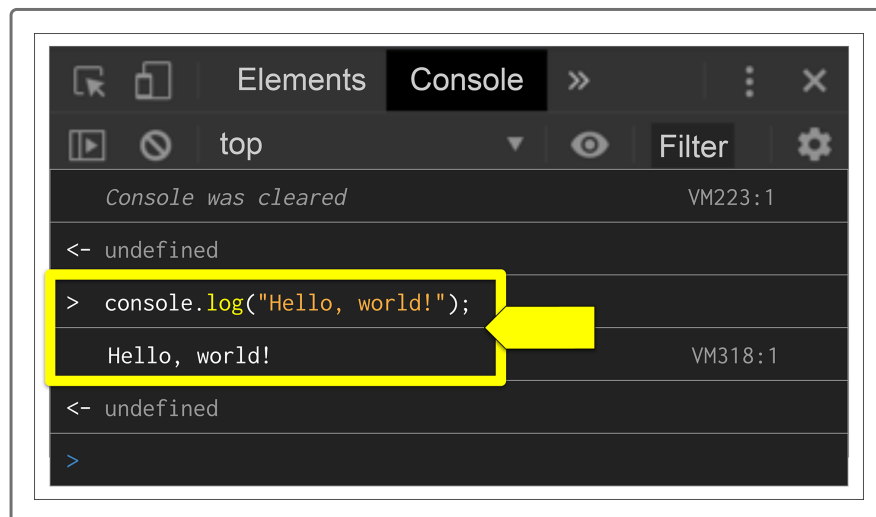 Elements Console »
top Filter
Console was cleared VM223:1
<- undefined
> console.log("Hello, world!");
Hello, world! VM318:1
<- undefined
>